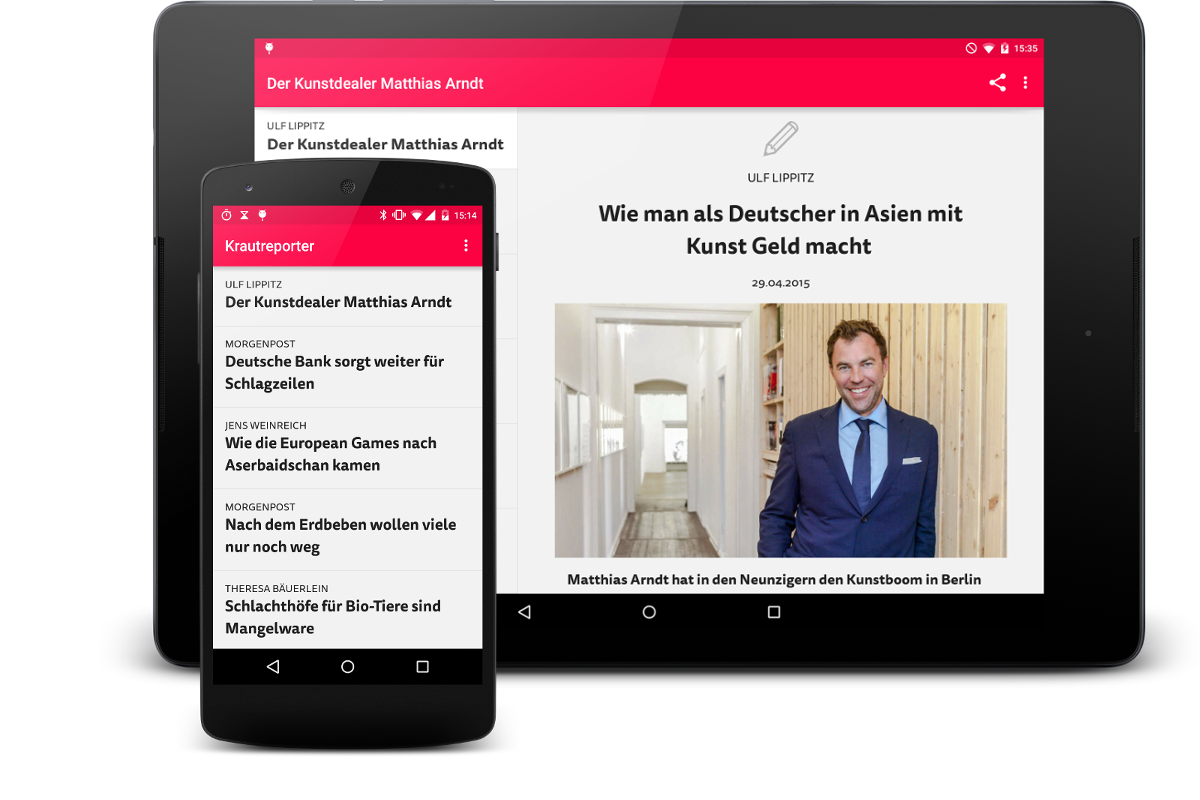 15:35
Der Kunstdealer Matthias Arndt
ULF LIPPITZ
Der Kunstdealer Matthias Arndt
ULF LIPPITZ
Wie man als Deutscher in Asien mit
Kunst Geld macht
29.04.2015
Matthias Arndt hat in den Neunzigern den Kunstboom in Berlin
15:14
Krautreporter
ULF LIPPITZ
Der Kunstdealer Matthias Arndt
MORGENPOST
Deutsche Bank sorgt weiter für
Schlagzeilen
JENS WEINREICH
Wie die European Games nach
Aserbaidschan kamen
MORGENPOST
Nach dem Erdbeben wollen viele
nur noch weg
THERESA BÄUERLEIN
Schlachthöfe für Bio-Tiere sind
Mangelware